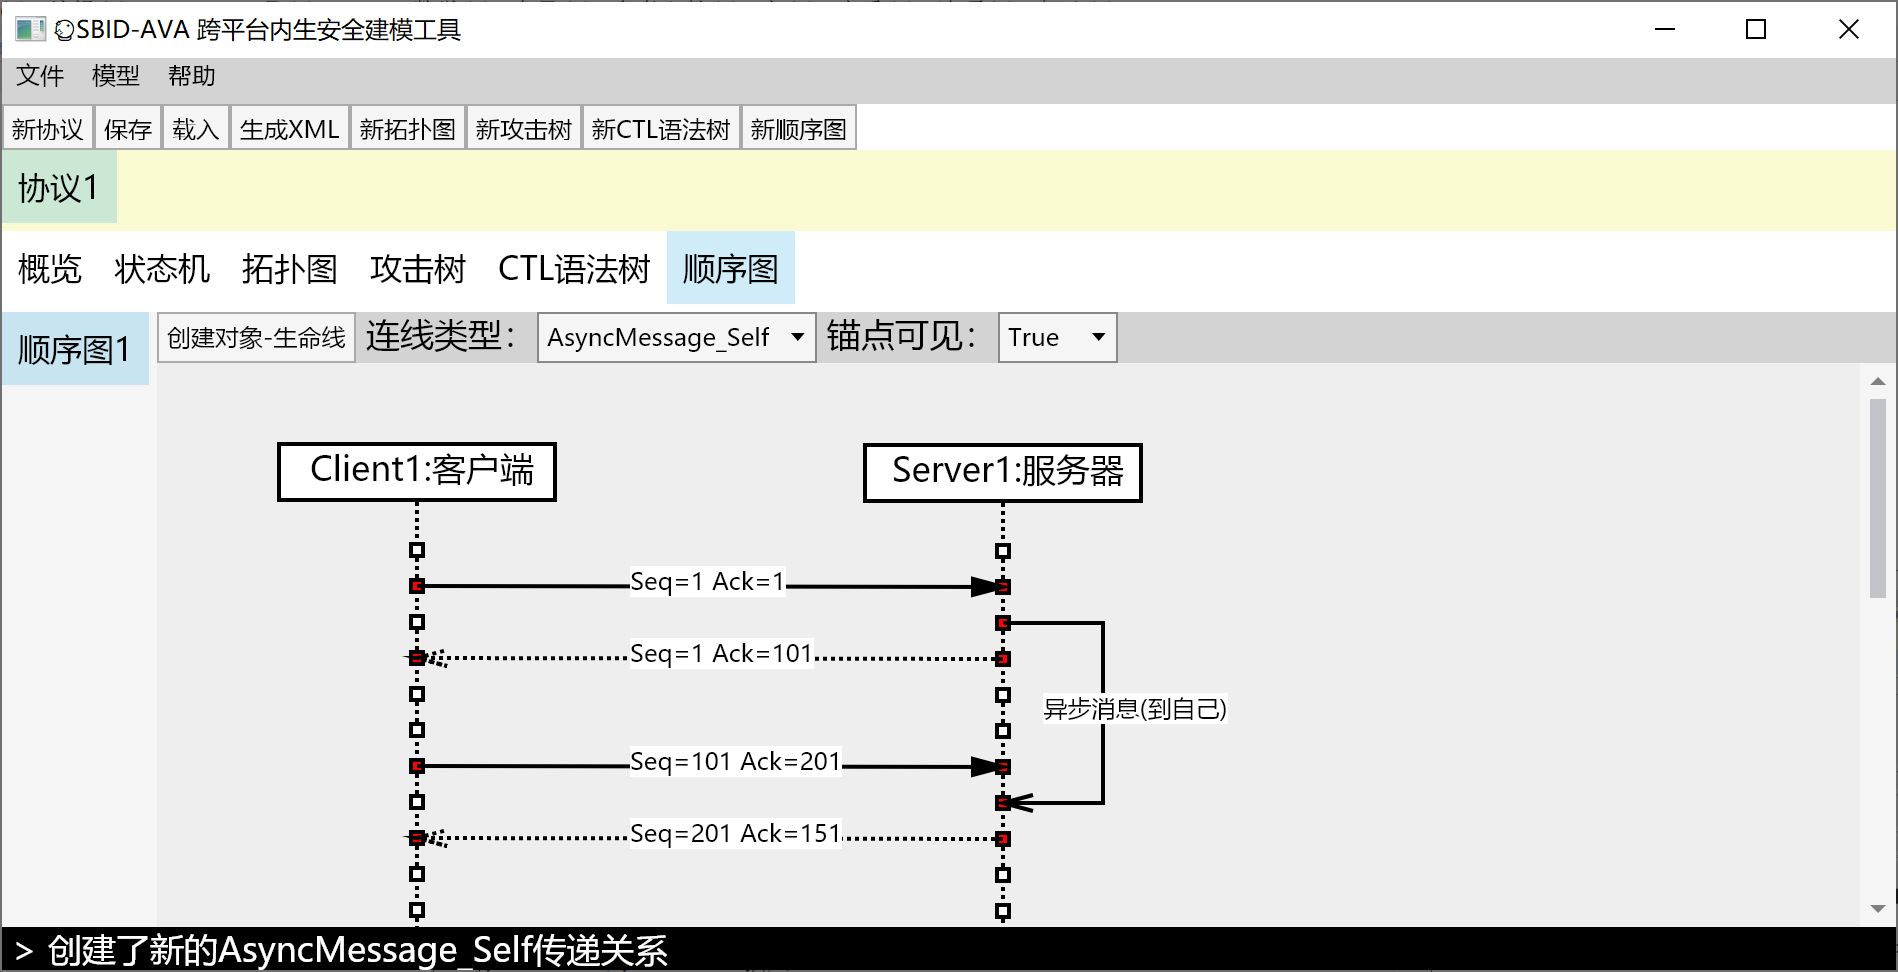 SBID-AVA 跨平台内生安全建模工具
文件 模型 帮助
新协议 保存 载入 生成XML 新拓扑图 新攻击树 新CTL语法树 新顺序图
协议1
概览 状态机 拓扑图 攻击树 CTL语法树 顺序图
顺序图1 创建对象-生命线 连线类型： AsyncMessage_Self 锚点可见： True
Client1:客户端 Server1:服务器
Seq=1 Ack=1
Seq=1 Ack=101
异步消息(到自己)
Seq=101 Ack=201
Seq=201 Ack=151
> 创建了新的AsyncMessage_Self传递关系